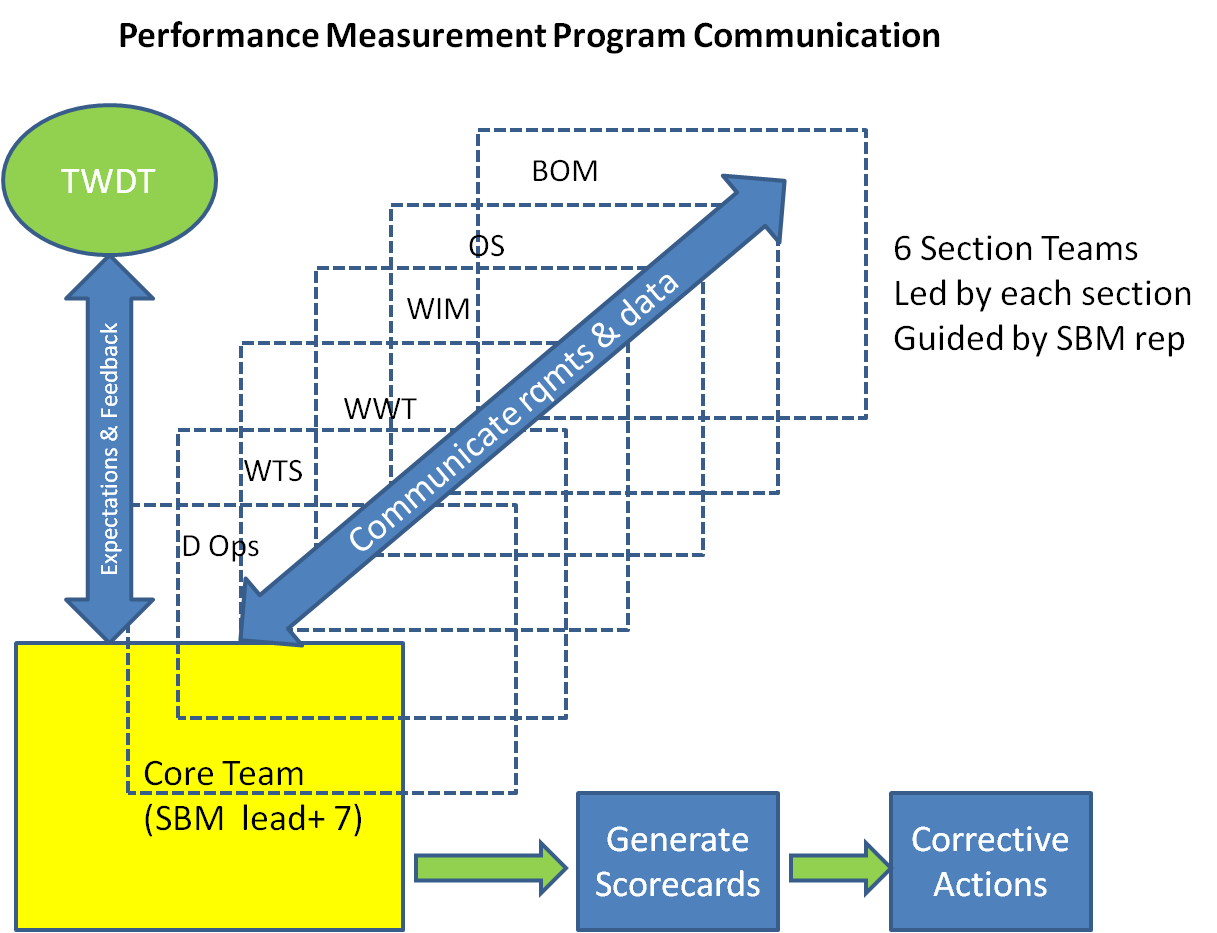 Performance Measurement Program Communication
TWDT
BOM
OS
WIM
WWT
WTS
D Ops
Expectations & Feedback
Communicate rqmts & data
6 Section Teams
Led by each section
Guided by SBM rep
Core Team
(SBM  lead+ 7)
Generate
Scorecards
Corrective
Actions